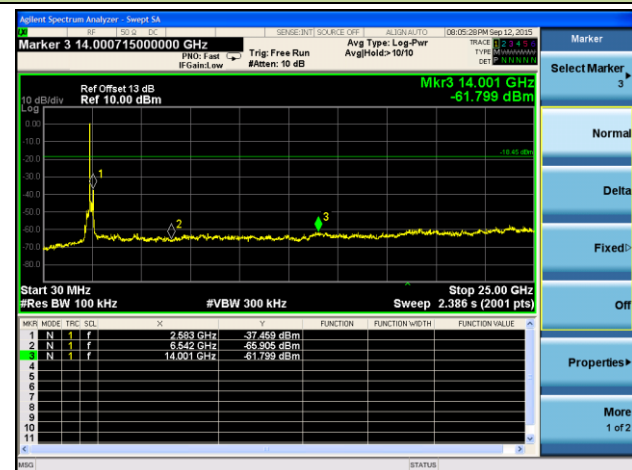 Agilent Spectrum Analyzer - Swept SA
RF 50 Ω DC SENSE:INT SOURCE OFF ALIGN AUTO 08:05:28 PM Sep 12, 2015
Marker 3 14.000715000000 GHz
PNO: Fast
IFGain:Low
Trig: Free Run
#Atten: 10 dB
Avg Type: Log-Pwr
Avg|Hold:>10/10
TRACE 1 2 3 4 5 6
TYPE
DET P N N N N N
Mkr3 14.001 GHz
-61.799 dBm
Ref Offset 13 dB
10 dB/div Ref 10.00 dBm
Log
0.00
-10.0
-20.0
-30.0
-40.0
-50.0
-60.0
-70.0
-80.0
1
2
3
Start 30 MHz
Stop 25.00 GHz
#Res BW 100 kHz
#VBW 300 kHz
Sweep 2.386 s (2001 pts)
MKR MODE TRC SCL X Y FUNCTION FUNCTION WIDTH FUNCTION VALUE
1 N 1 f 2.583 GHz -37.459 dBm
2 N 1 f 6.542 GHz -65.905 dBm
3 N 1 f 14.001 GHz -61.799 dBm
4
5
6
7
8
9
10
11
MSG
STATUS
Marker
Select Marker
3
Normal
Delta
Fixed
Off
Properties
More
1 of 2